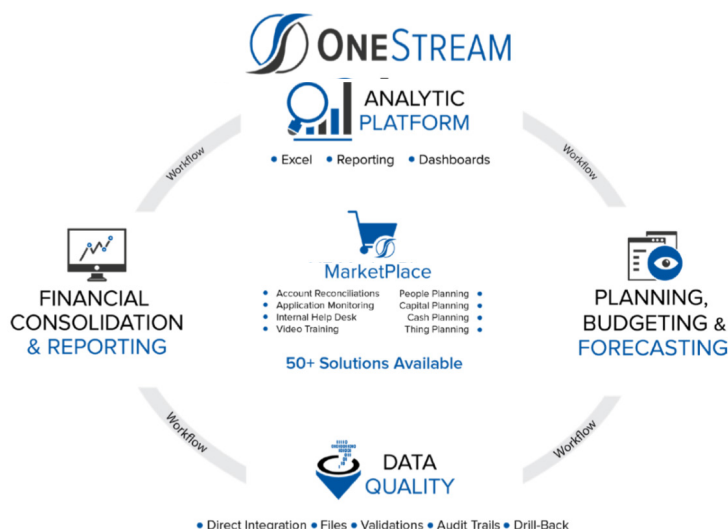 ONESTREAM
ANALYTIC
PLATFORM
• Excel • Reporting • Dashboards
Workflow
Workflow
MarketPlace
• Account Reconciliations People Planning •
• Application Monitoring Capital Planning •
• Internal Help Desk Cash Planning •
• Video Training Thing Planning •
50+ Solutions Available
FINANCIAL
CONSOLIDATION
& REPORTING
PLANNING,
BUDGETING &
FORECASTING
Workflow
Workflow
DATA
QUALITY
• Direct Integration • Files • Validations • Audit Trails • Drill-Back